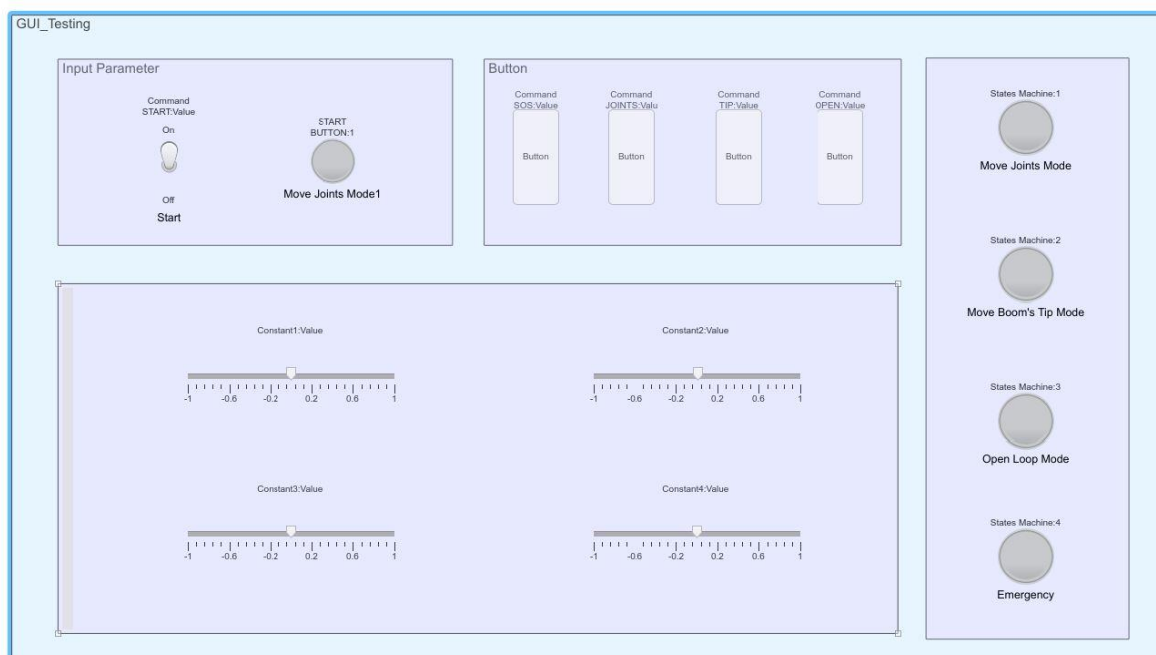 GUI_Testing
Input Parameter
Command
START:Value
On
Off
Start
START
BUTTON:1
Move Joints Mode1
Button
Command
SOS:Value
Button
Command
JOINTS:Valu
Button
Command
TIP:Value
Button
Command
OPEN:Value
Button
States Machine:1
Move Joints Mode
States Machine:2
Move Boom's Tip Mode
States Machine:3
Open Loop Mode
States Machine:4
Emergency
Constant1:Value
-1 -0.6 -0.2 0.2 0.6 1
Constant2:Value
-1 -0.6 -0.2 0.2 0.6 1
Constant3:Value
-1 -0.6 -0.2 0.2 0.6 1
Constant4:Value
-1 -0.6 -0.2 0.2 0.6 1